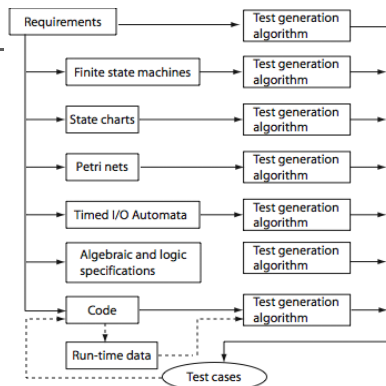 Requirements
Test generation
algorithm
Finite state machines
Test generation
algorithm
State charts
Test generation
algorithm
Petri nets
Test generation
algorithm
Timed I/O Automata
Test generation
algorithm
Algebraic and logic
specifications
Test generation
algorithm
Code
Test generation
algorithm
Run-time data
Test cases